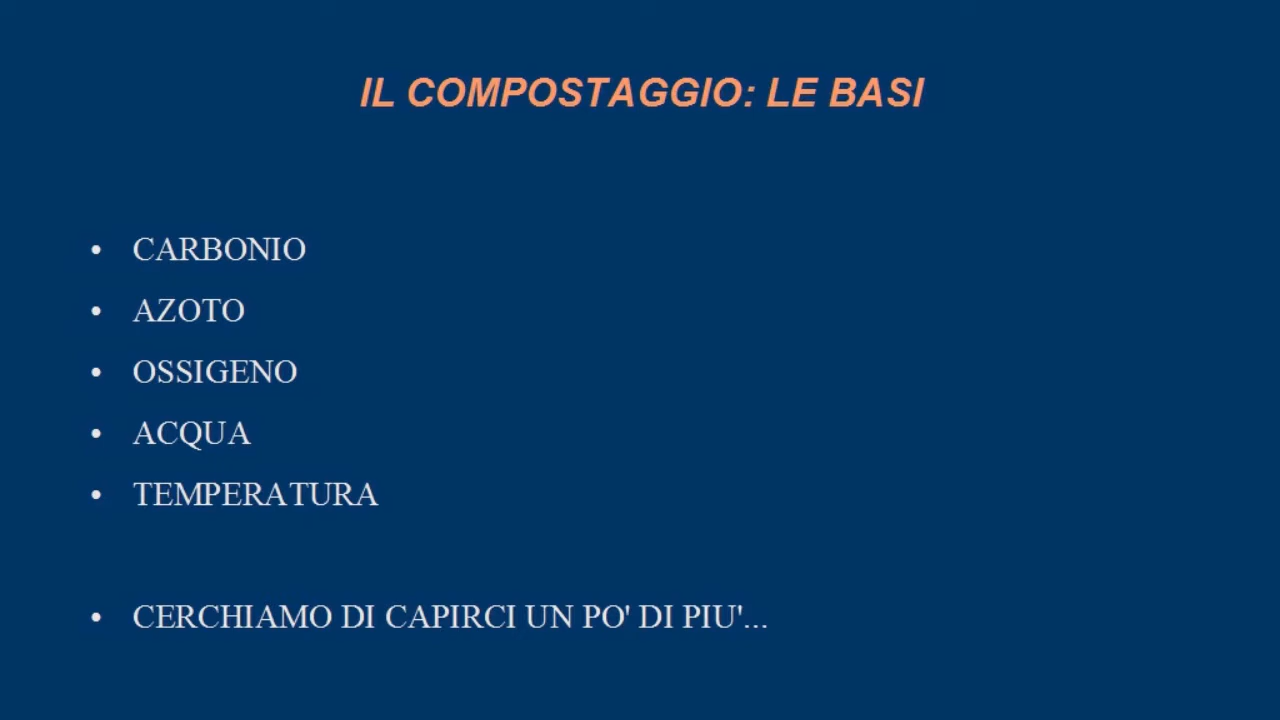 IL COMPOSTAGGIO: LE BASI
• CARBONIO
• AZOTO
• OSSIGENO
• ACQUA
• TEMPERATURA
• CERCHIAMO DI CAPIRCI UN PO' DI PIU'...